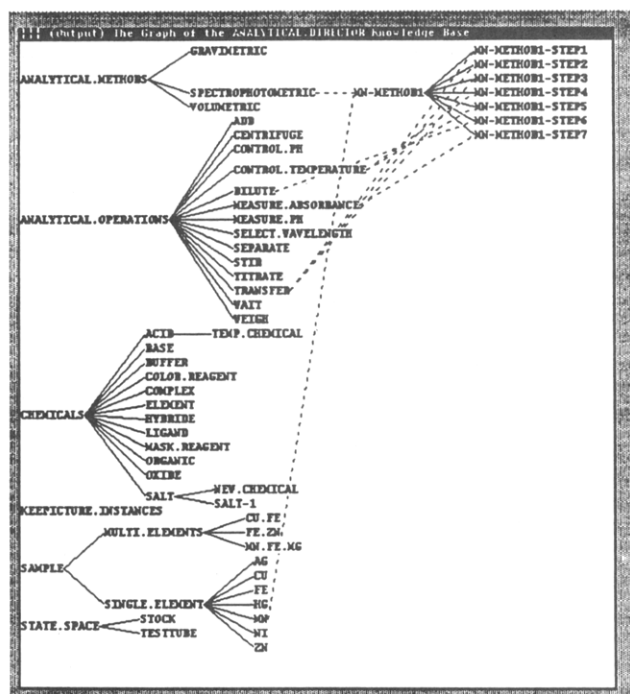 (Output) The Graph of the ANALYTICAL.DIRECTOR Knowledge Base
ANALYTICAL.METHODS
GRAVIMETRIC
SPECTROPHOTOMETRIC
VOLUMETRIC
MN-METHOD1
MN-METHOD1-STEP1
MN-METHOD1-STEP2
MN-METHOD1-STEP3
MN-METHOD1-STEP4
MN-METHOD1-STEP5
MN-METHOD1-STEP6
MN-METHOD1-STEP7
ANALYTICAL.OPERATIONS
ADD
CENTRIFUGE
CONTROL.PH
CONTROL.TEMPERATURE
DILUTE
MEASURE.ABSORBANCE
MEASURE.PH
SELECT.WAVELENGTH
SEPARATE
STIR
TITRATE
TRANSFER
WAIT
WEIGH
CHEMICALS
ACID
TEMP.CHEMICAL
BASE
BUFFER
COLOR.REAGENT
COMPLEX
ELEMENT
HYDRIDE
LIGAND
MASK.REAGENT
ORGANIC
OXIDE
SALT
NEW.CHEMICAL
SALT-1
KEEPICTURE.INSTANCES
SAMPLE
MULTI.ELEMENTS
CU.FE
FE.ZN
MN.FE.MG
SINGLE.ELEMENT
AG
CU
FE
HG
MN
NI
ZN
STATE.SPACE
STOCK
TESTTUBE